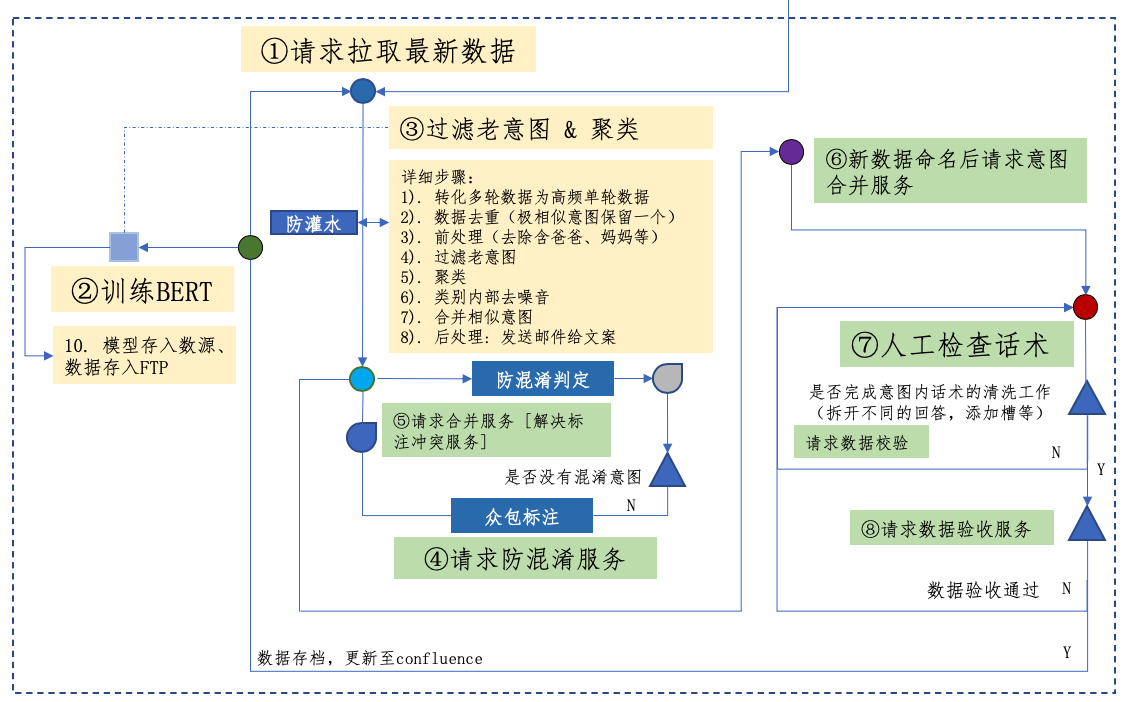 ①请求拉取最新数据
③过滤老意图 & 聚类
详细步骤：
1). 转化多轮数据为高频单轮数据
2). 数据去重（极相似意图保留一个）
3). 前处理（去除含爸爸、妈妈等）
4). 过滤老意图
5). 聚类
6). 类别内部去噪音
7). 合并相似意图
8). 后处理：发送邮件给文案
防灌水
②训练BERT
10. 模型存入数源、
数据存入FTP
防混淆判定
⑤请求合并服务 [解决标
注冲突服务]
是否没有混淆意图
N
众包标注
④请求防混淆服务
⑥新数据命名后请求意图
合并服务
⑦人工检查话术
是否完成意图内话术的清洗工作
（拆开不同的回答，添加槽等）
请求数据校验
N
Y
⑧请求数据验收服务
数据验收通过
N
Y
数据存档，更新至confluence